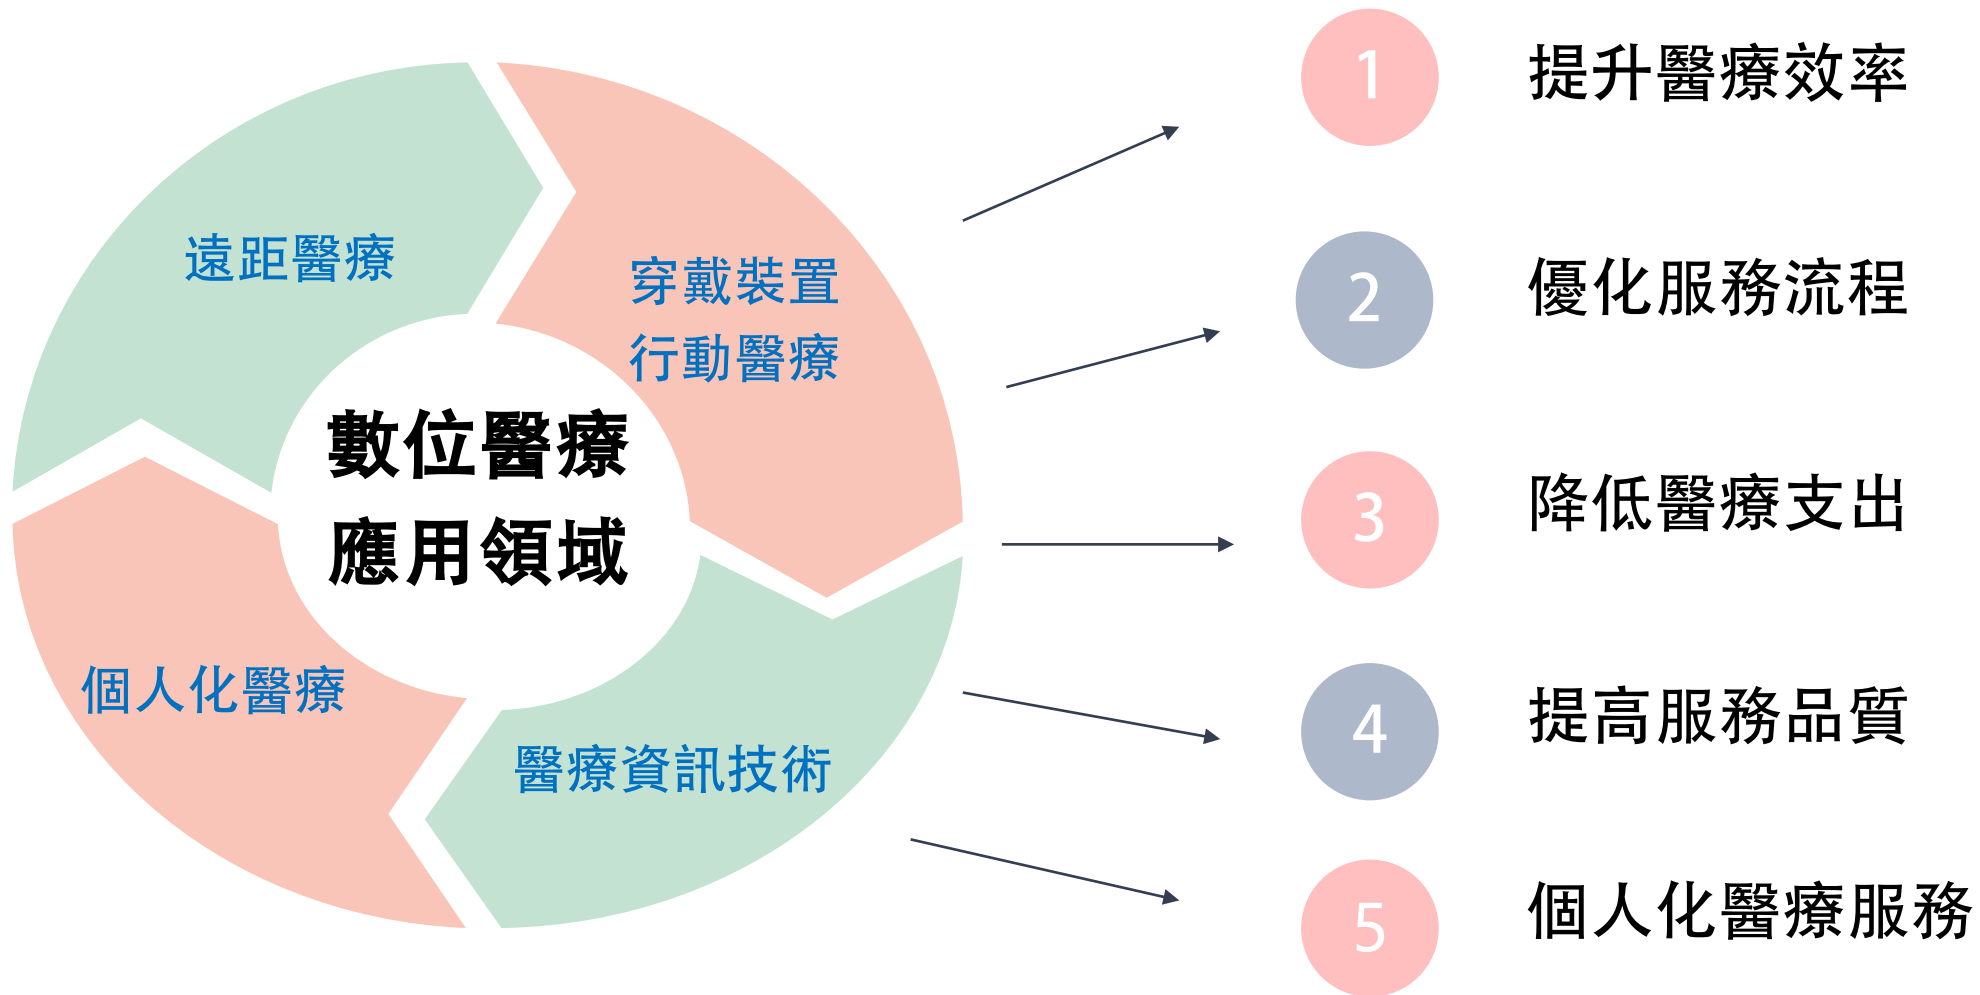 遠距醫療
穿戴裝置
行動醫療
數位醫療
應用領域
個人化醫療
醫療資訊技術
1
提升醫療效率
2
優化服務流程
3
降低醫療支出
4
提高服務品質
5
個人化醫療服務